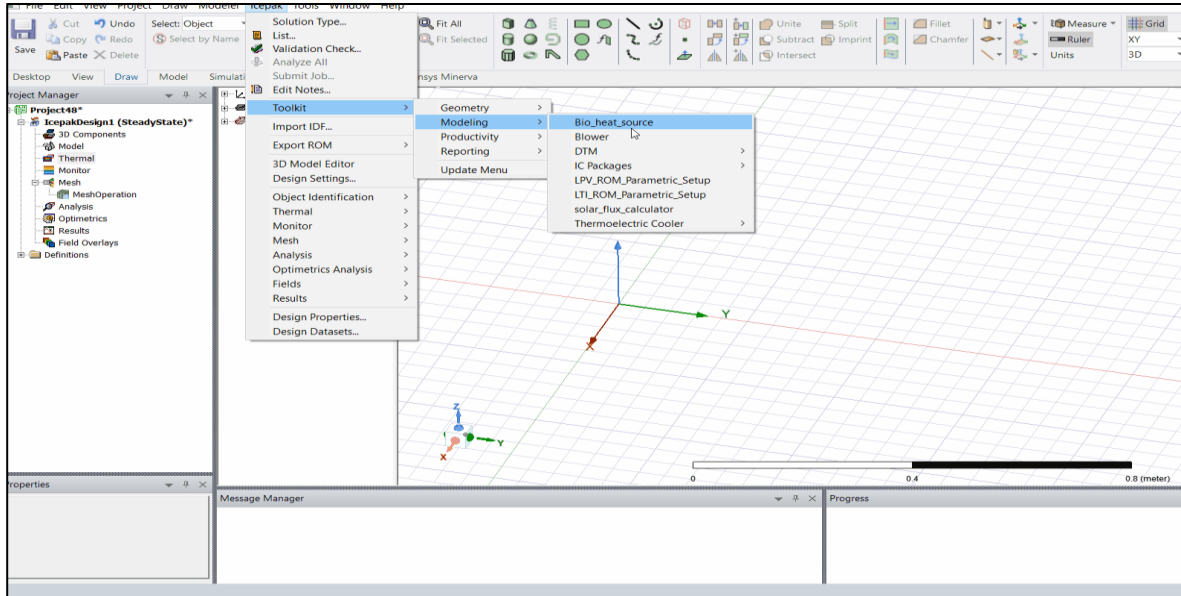 File Edit View Project Draw Modeler Icepak Tools Window Help
Save
Cut Undo
Copy Redo
Paste Delete
Select: Object
Select by Name
Fit All
Fit Selected
Unite Split
Subtract Imprint
Intersect
Fillet
Chamfer
Measure Grid
Ruler XY
Units 3D
Desktop View Draw Model Simulati
nsys Minerva
Solution Type...
List...
Validation Check...
Analyze All
Submit Job...
Edit Notes...
Toolkit
Import IDF...
Export ROM
3D Model Editor
Design Settings...
Object Identification
Thermal
Monitor
Mesh
Analysis
Optimetrics Analysis
Fields
Results
Design Properties...
Design Datasets...
Geometry
Modeling
Productivity
Reporting
Update Menu
Bio_heat_source
Blower
DTM
IC Packages
LPV_ROM_Parametric_Setup
LTI_ROM_Parametric_Setup
solar_flux_calculator
Thermoelectric Cooler
roject Manager
Project48*
IcepakDesign1 (SteadyState)*
3D Components
Model
Thermal
Monitor
Mesh
MeshOperation
Analysis
Optimetrics
Results
Field Overlays
Definitions
Y
X
Z
Y
X
0 0.4 0.8 (meter)
roperties
Message Manager
Progress